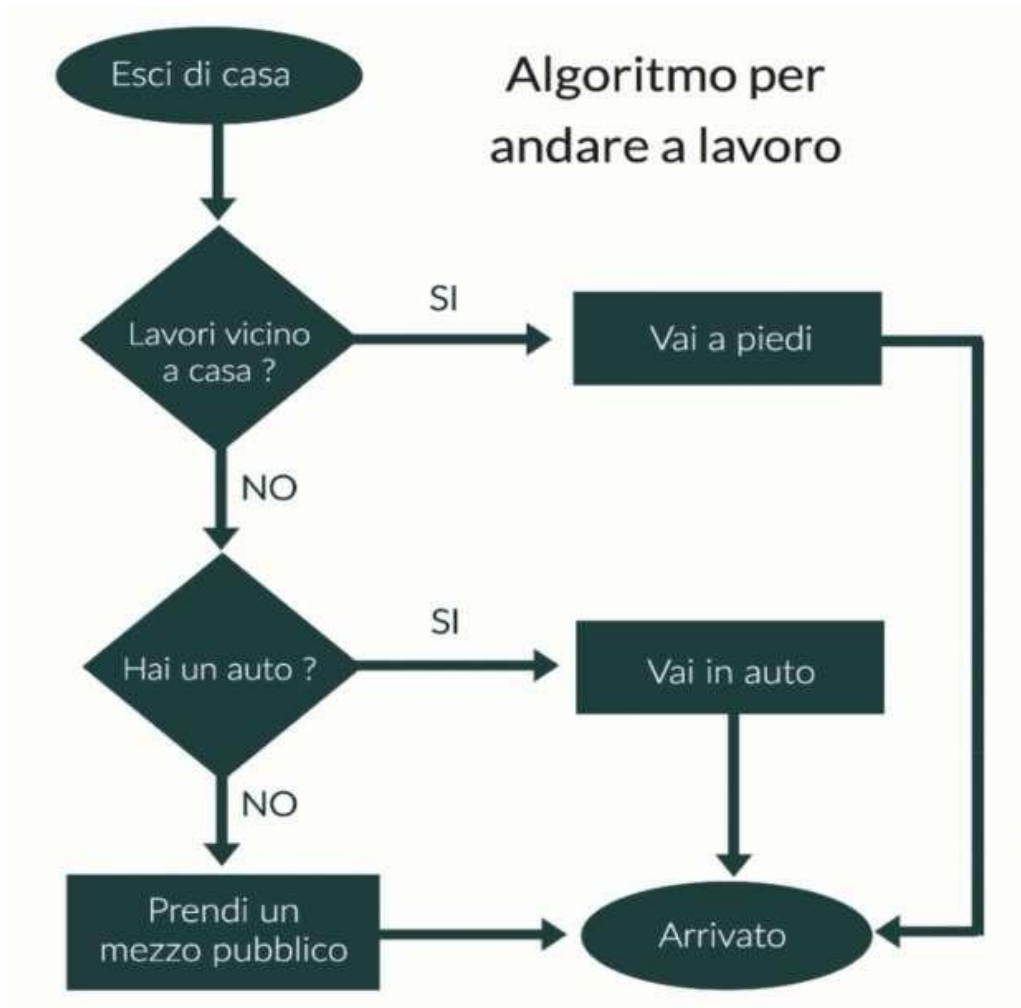 Esci di casa
Algoritmo per
andare a lavoro
Lavori vicino
a casa ?
SI
Vai a piedi
NO
Hai un auto ?
SI
Vai in auto
NO
Prendi un
mezzo pubblico
Arrivato